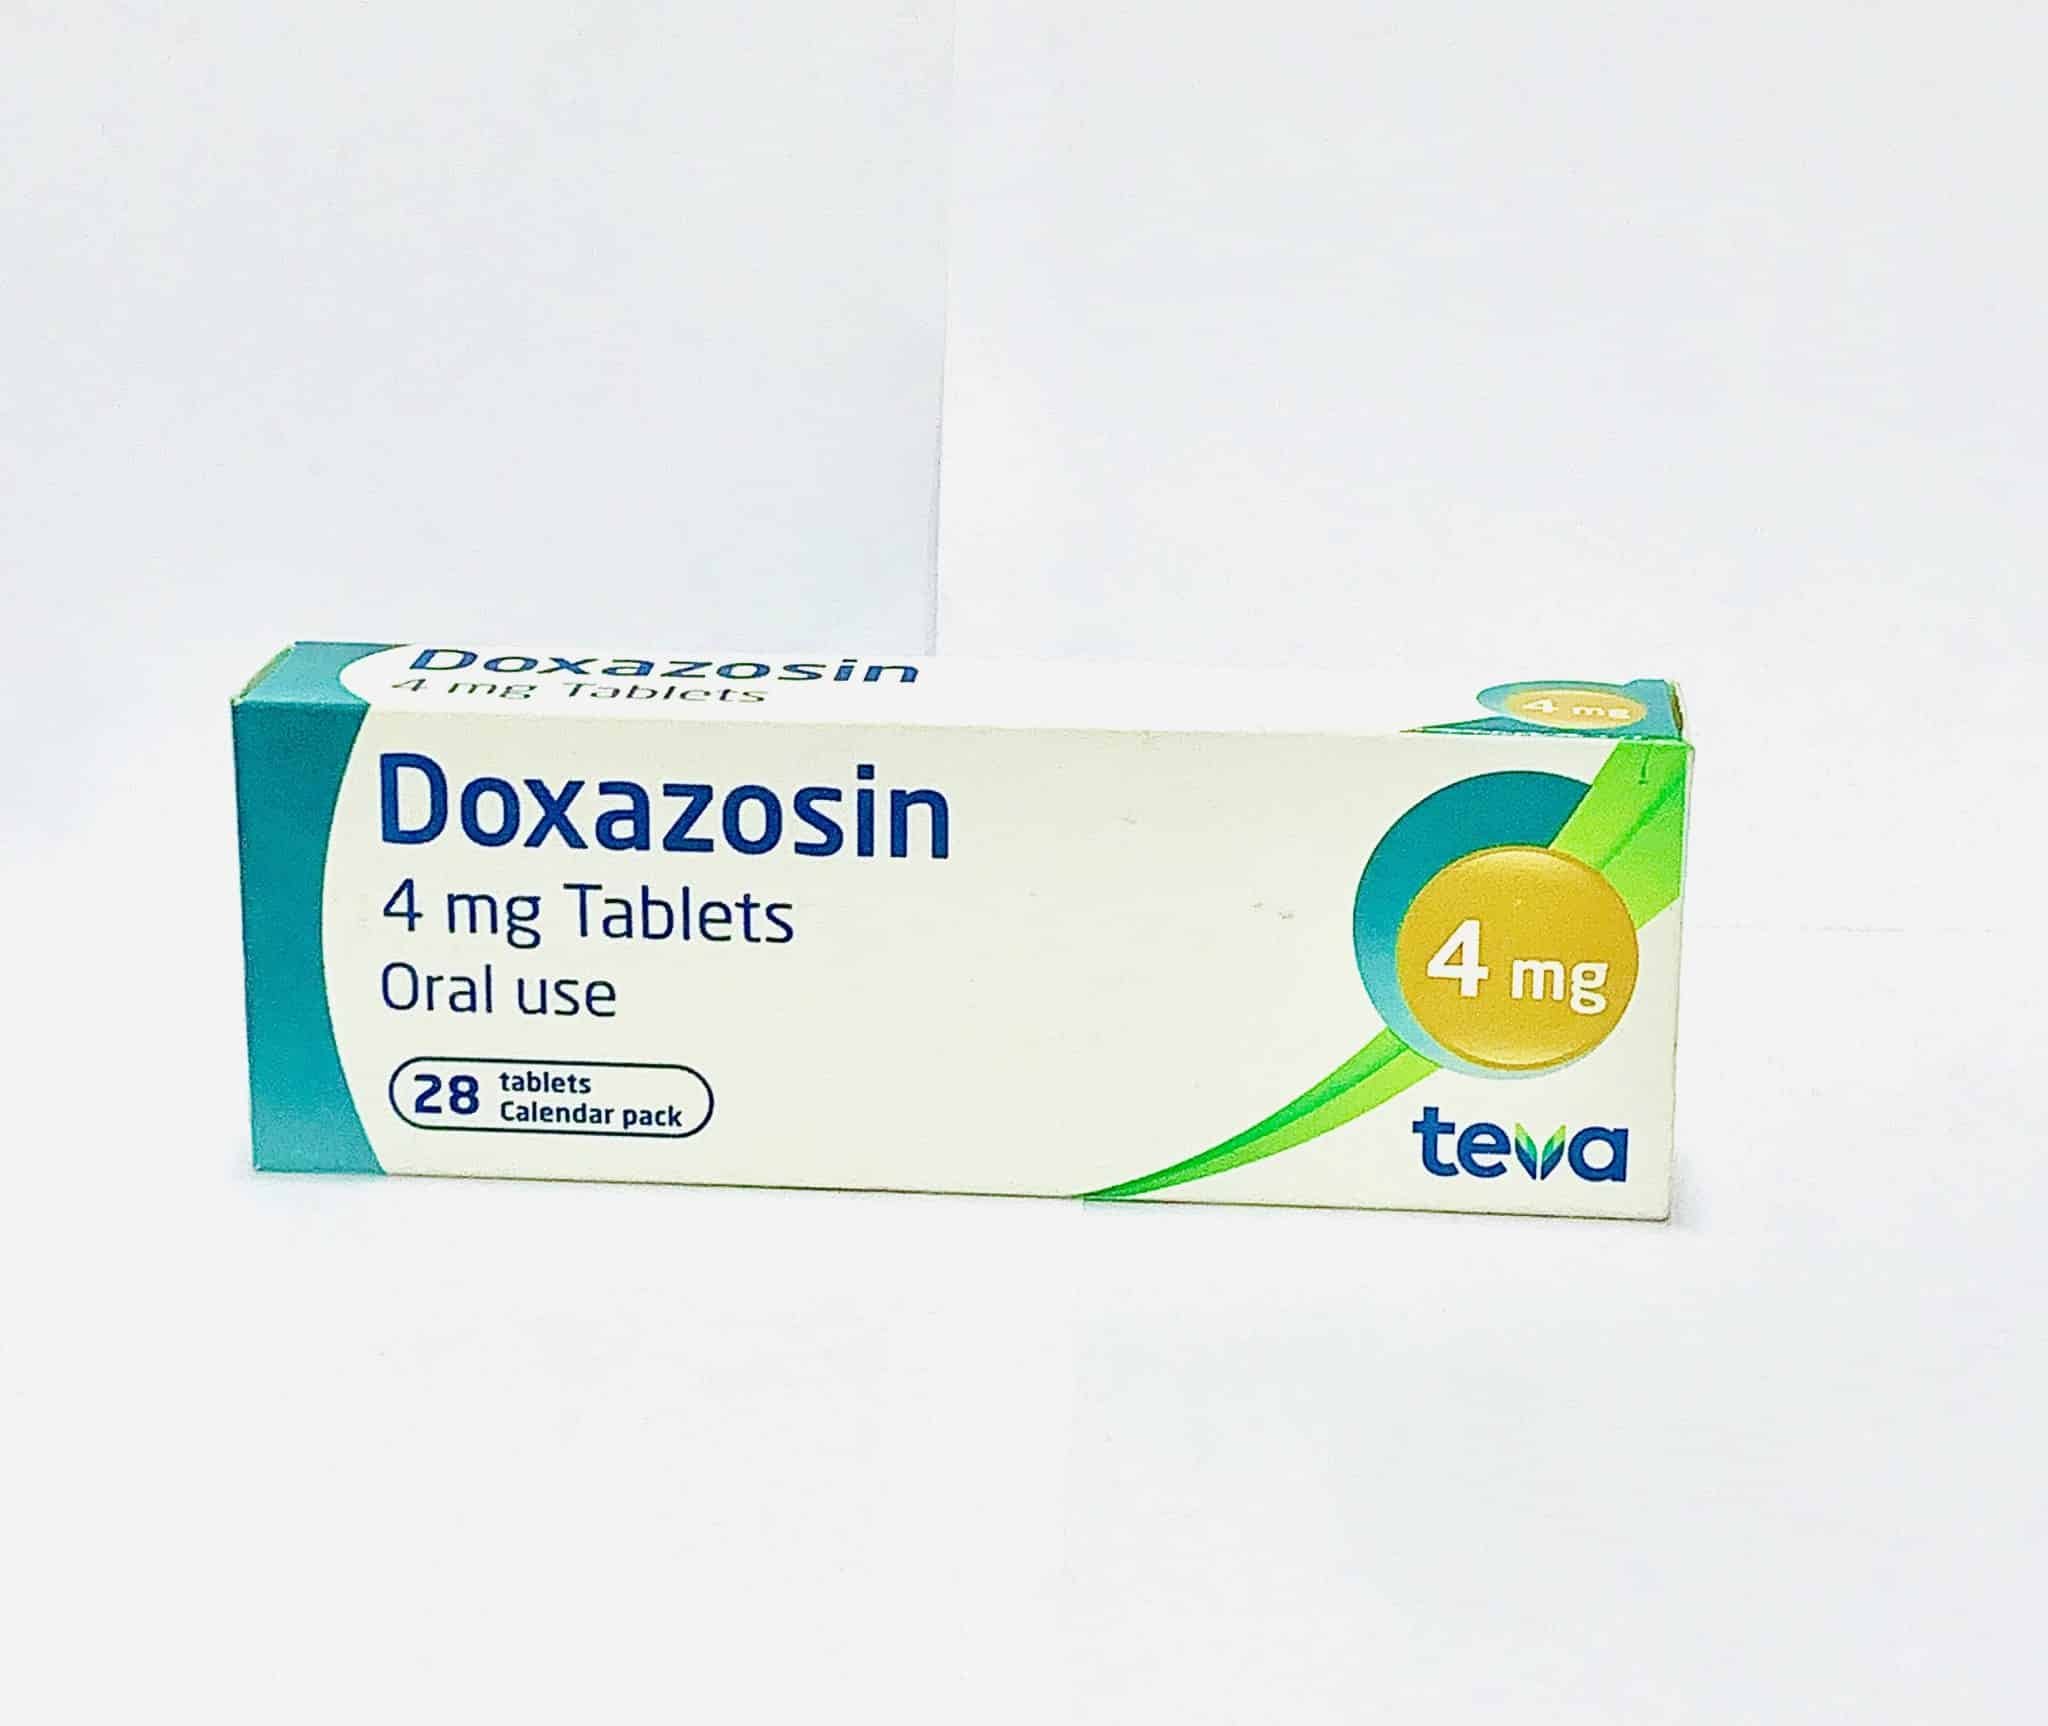 Doxazosin
4 mg Tablets
4 mg
Doxazosin
4 mg Tablets
Oral use
28 tablets
Calendar pack
4 mg
teva